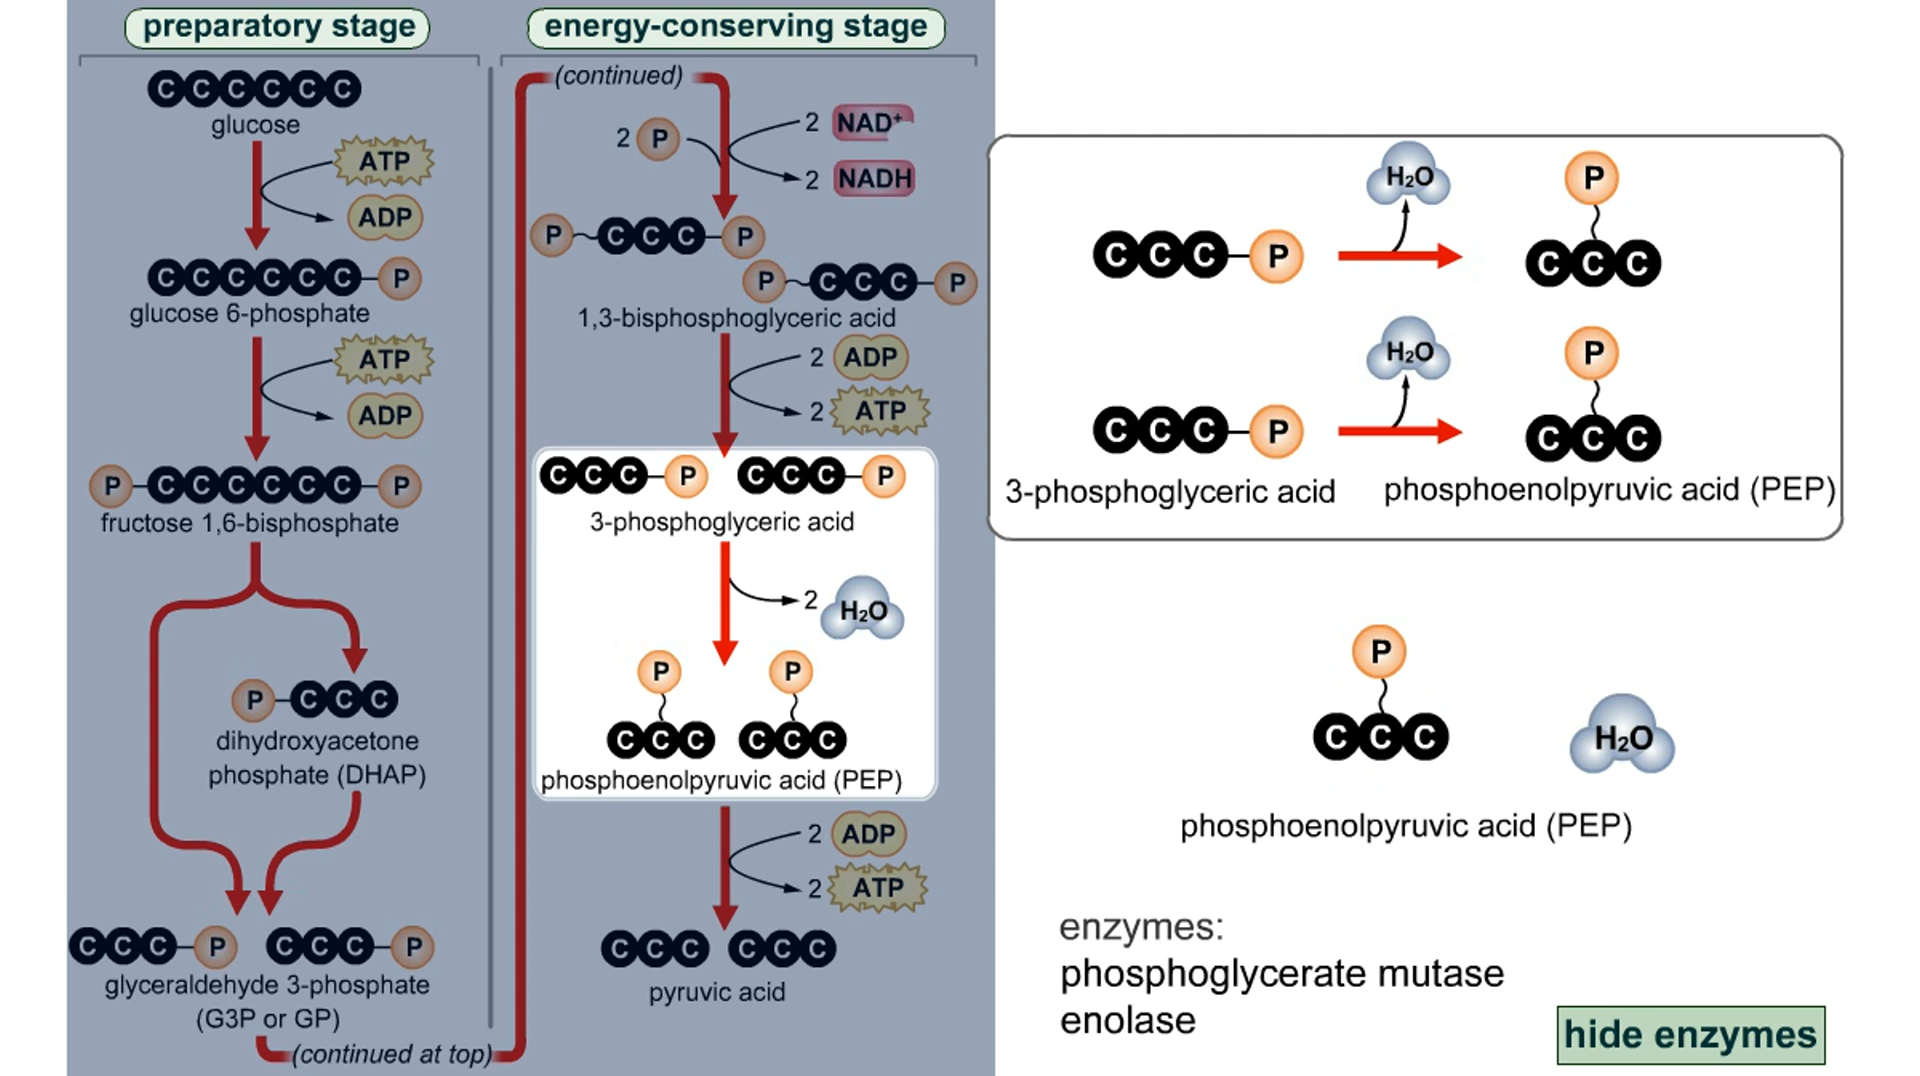 preparatory stage
CCCCCC
glucose
ATP
ADP
CCCCCC P
glucose 6-phosphate
ATP
ADP
P CCCCCC P
fructose 1,6-bisphosphate
P CCC
dihydroxyacetone
phosphate (DHAP)
CCC P CCC P
glyceraldehyde 3-phosphate
(G3P or GP)
(continued at top)
energy-conserving stage
(continued)
2 P
2 NAD+
2 NADH
P CCC P
P CCC P
1,3-bisphosphoglyceric acid
2 ADP
2 ATP
CCC P CCC P
3-phosphoglyceric acid
2 H₂O
P P
CCC CCC
phosphoenolpyruvic acid (PEP)
2 ADP
2 ATP
CCC CCC
pyruvic acid
H₂O P
CCC P CCC
H₂O P
CCC P CCC
3-phosphoglyceric acid phosphoenolpyruvic acid (PEP)
P
CCC H₂O
phosphoenolpyruvic acid (PEP)
enzymes:
phosphoglycerate mutase
enolase
hide enzymes